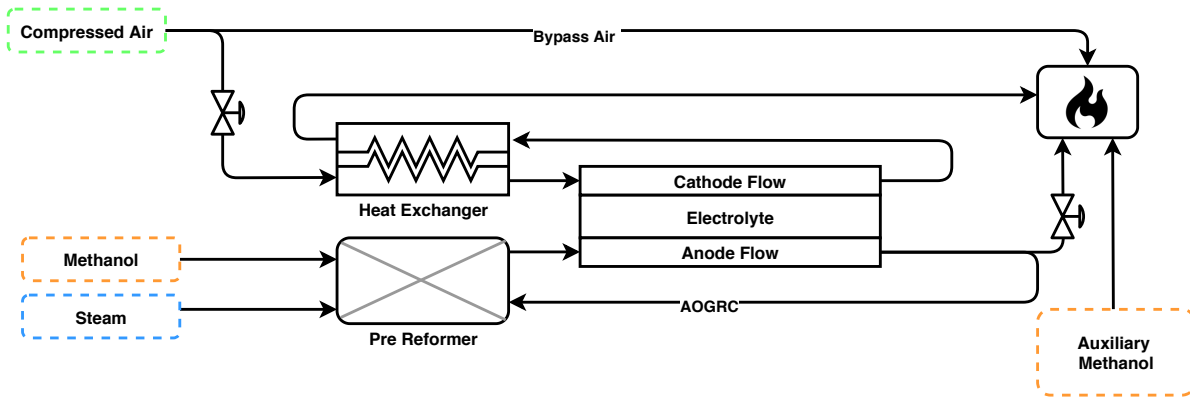 Compressed Air
Bypass Air
Cathode Flow
Heat Exchanger
Electrolyte
Methanol
Anode Flow
Steam
AOGRC
Pre Reformer
Auxiliary
Methanol